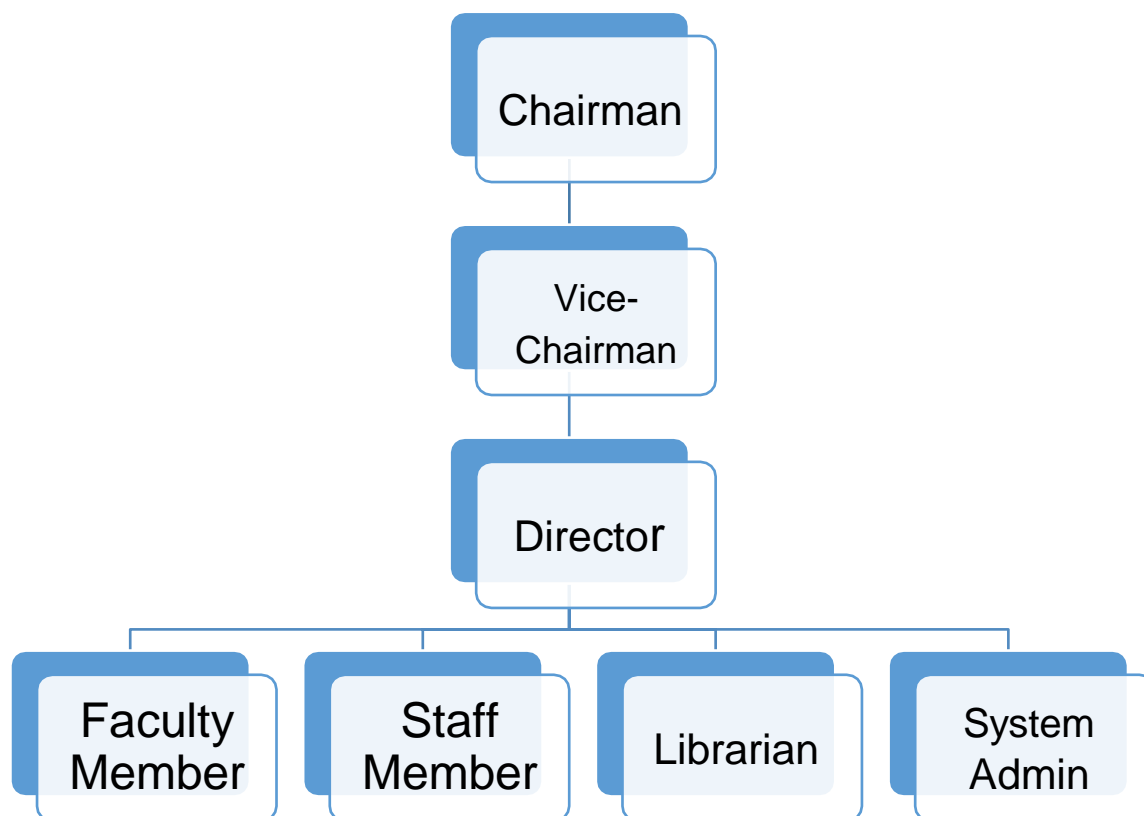 Chairman
Vice-
Chairman
Director
Faculty
Member
Staff
Member
Librarian
System
Admin